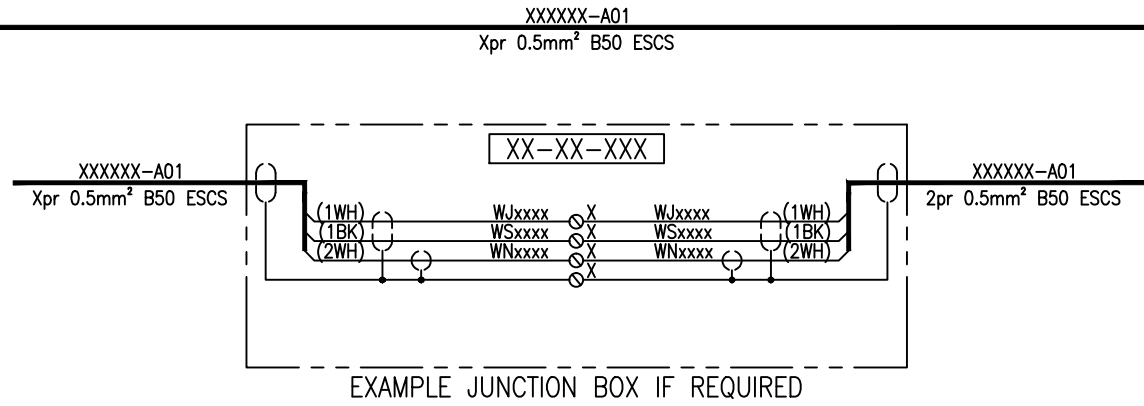 XXXXXX-A01
Xpr 0.5mm² B50 ESCS
XX-XX-XXX
XXXXXX-A01
Xpr 0.5mm² B50 ESCS
XXXXXX-A01
2pr 0.5mm² B50 ESCS
(1WH) WJxxxx X WJxxxx (1WH)
(1BK) WSxxxx X WSxxxx (1BK)
(2WH) WNxxxx X WNxxxx (2WH)
X
EXAMPLE JUNCTION BOX IF REQUIRED